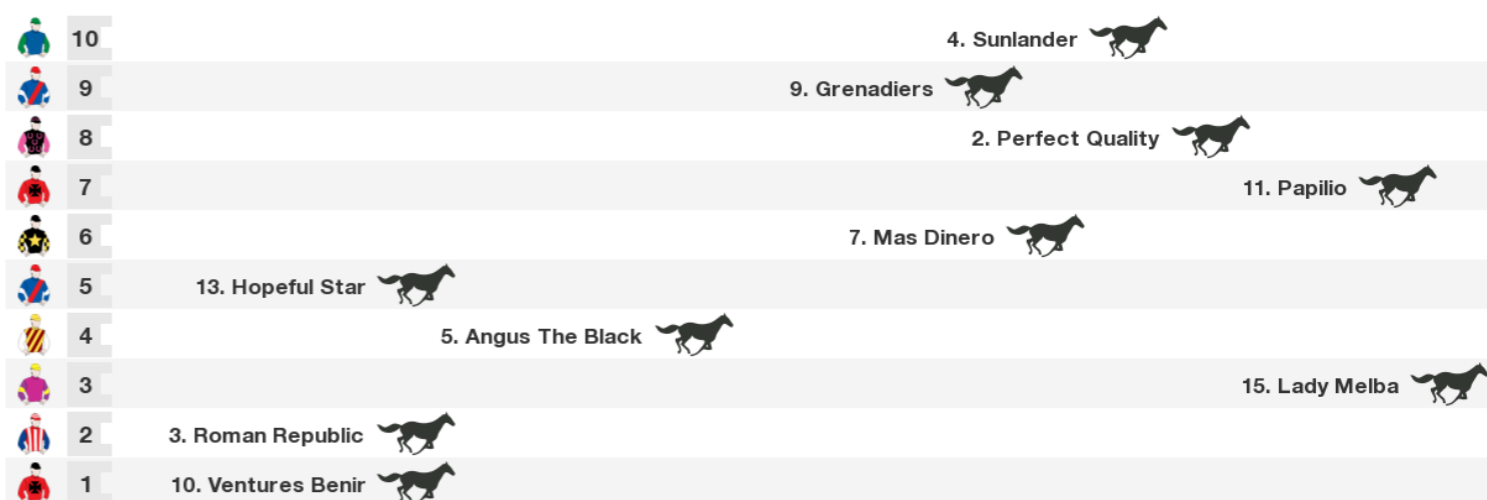 10 4. Sunlander
9 9. Grenadiers
8 2. Perfect Quality
7 11. Papilio
6 7. Mas Dinero
5 13. Hopeful Star
4 5. Angus The Black
3 15. Lady Melba
2 3. Roman Republic
1 10. Ventures Benir